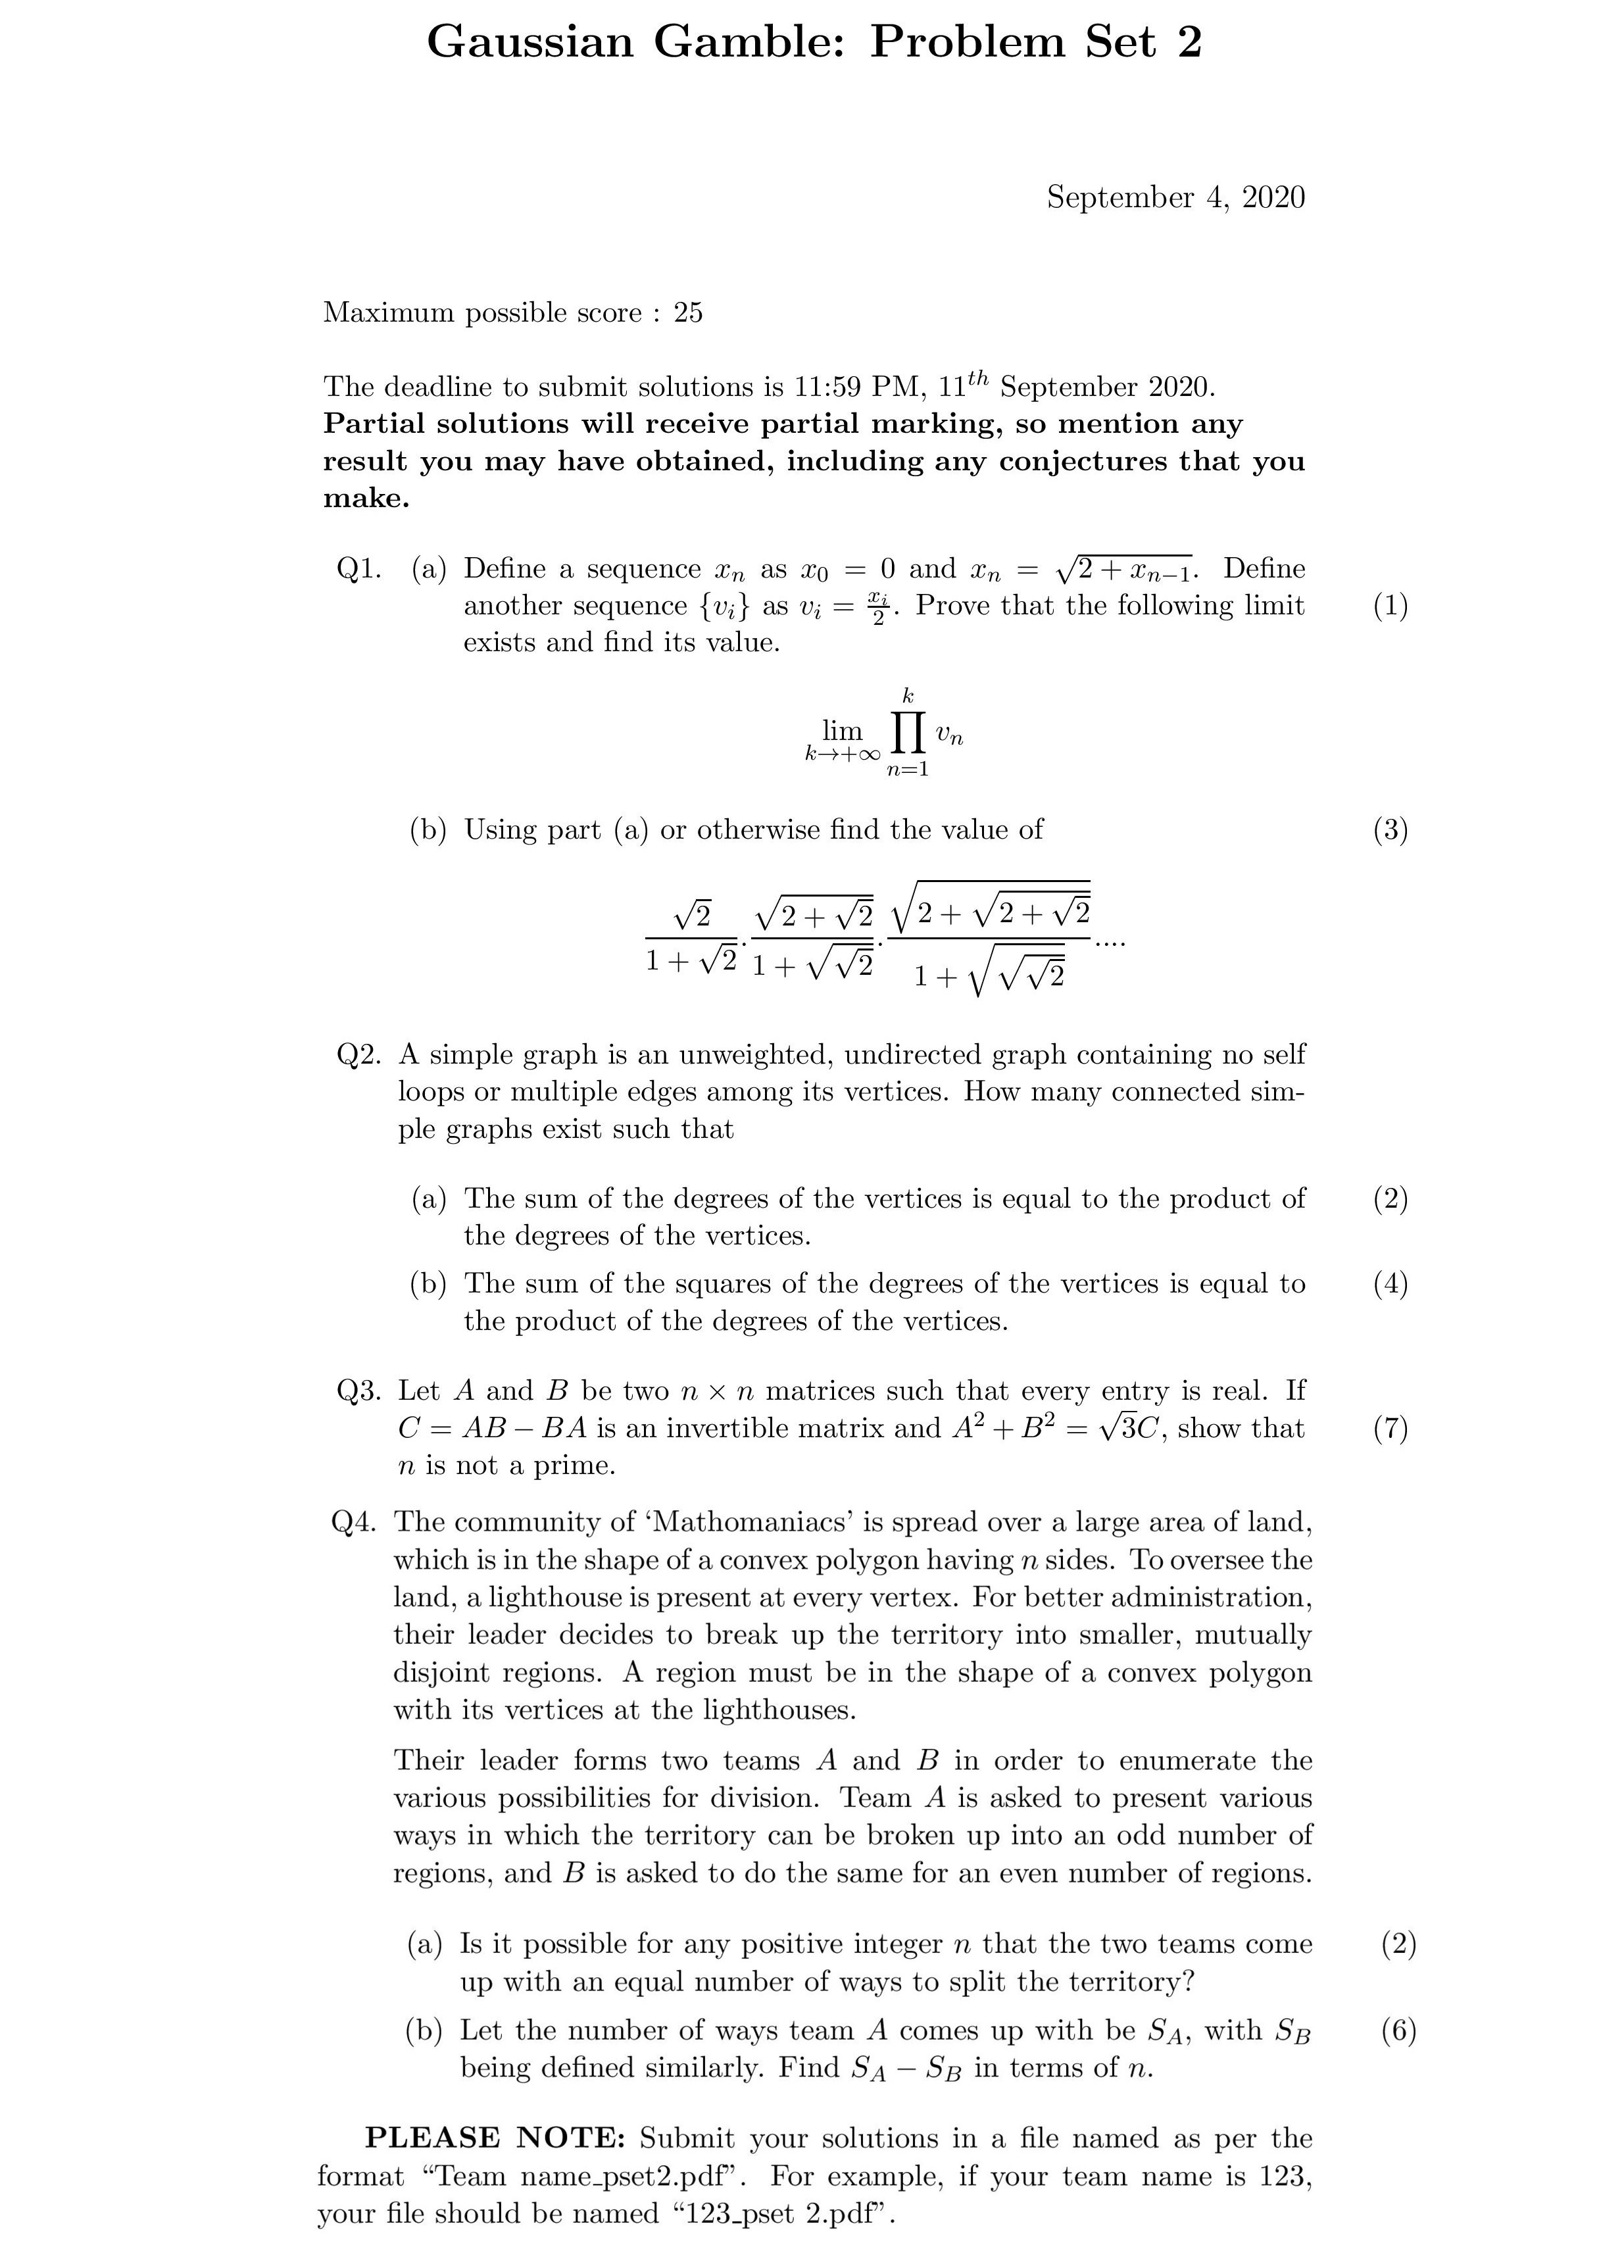 Gaussian Gamble: Problem Set 2
September 4, 2020
Maximum possible score : 25
The deadline to submit solutions is 11:59 PM, 11^{th} September 2020.
Partial solutions will receive partial marking, so mention any
result you may have obtained, including any conjectures that you
make.
Q1. (a) Define a sequence x_n as x_0 = 0 and x_n = \sqrt{2 + x_{n-1}}. Define
another sequence {v_i} as v_i = \frac{x_i}{2}. Prove that the following limit (1)
exists and find its value.
\lim_{k \to +\infty} \prod_{n=1}^{k} v_n
(b) Using part (a) or otherwise find the value of (3)
\frac{\sqrt{2}}{1 + \sqrt{2}} . \frac{\sqrt{2 + \sqrt{2}}}{1 + \sqrt{\sqrt{2}}} . \frac{\sqrt{2 + \sqrt{2 + \sqrt{2}}}}{1 + \sqrt{\sqrt{\sqrt{2}}}} ....
Q2. A simple graph is an unweighted, undirected graph containing no self
loops or multiple edges among its vertices. How many connected sim-
ple graphs exist such that
(a) The sum of the degrees of the vertices is equal to the product of (2)
the degrees of the vertices.
(b) The sum of the squares of the degrees of the vertices is equal to (4)
the product of the degrees of the vertices.
Q3. Let A and B be two n × n matrices such that every entry is real. If
C = AB − BA is an invertible matrix and A^2 + B^2 = \sqrt{3}C, show that (7)
n is not a prime.
Q4. The community of ‘Mathomaniacs’ is spread over a large area of land,
which is in the shape of a convex polygon having n sides. To oversee the
land, a lighthouse is present at every vertex. For better administration,
their leader decides to break up the territory into smaller, mutually
disjoint regions. A region must be in the shape of a convex polygon
with its vertices at the lighthouses.
Their leader forms two teams A and B in order to enumerate the
various possibilities for division. Team A is asked to present various
ways in which the territory can be broken up into an odd number of
regions, and B is asked to do the same for an even number of regions.
(a) Is it possible for any positive integer n that the two teams come (2)
up with an equal number of ways to split the territory?
(b) Let the number of ways team A comes up with be S_A, with S_B (6)
being defined similarly. Find S_A − S_B in terms of n.
PLEASE NOTE: Submit your solutions in a file named as per the
format “Team name_pset2.pdf”. For example, if your team name is 123,
your file should be named “123_pset 2.pdf”.